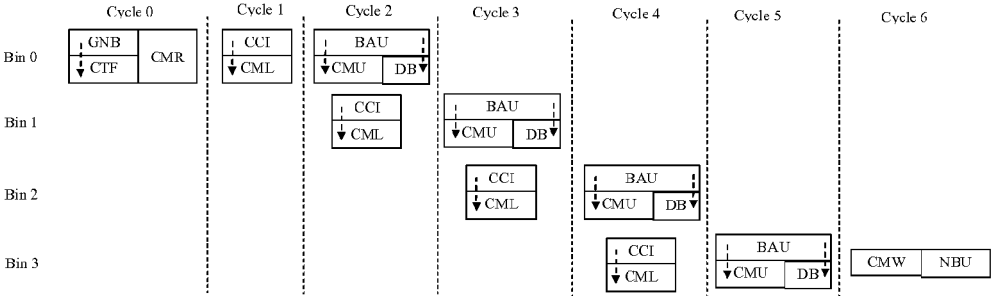 Cycle 0 Cycle 1 Cycle 2 Cycle 3 Cycle 4 Cycle 5 Cycle 6
Bin 0 GNB CMR CCI BAU
CTF CML CMU DB
Bin 1 CCI BAU
CML CMU DB
Bin 2 CCI BAU
CML CMU DB
Bin 3 CCI BAU
CML CMU DB CMW NBU